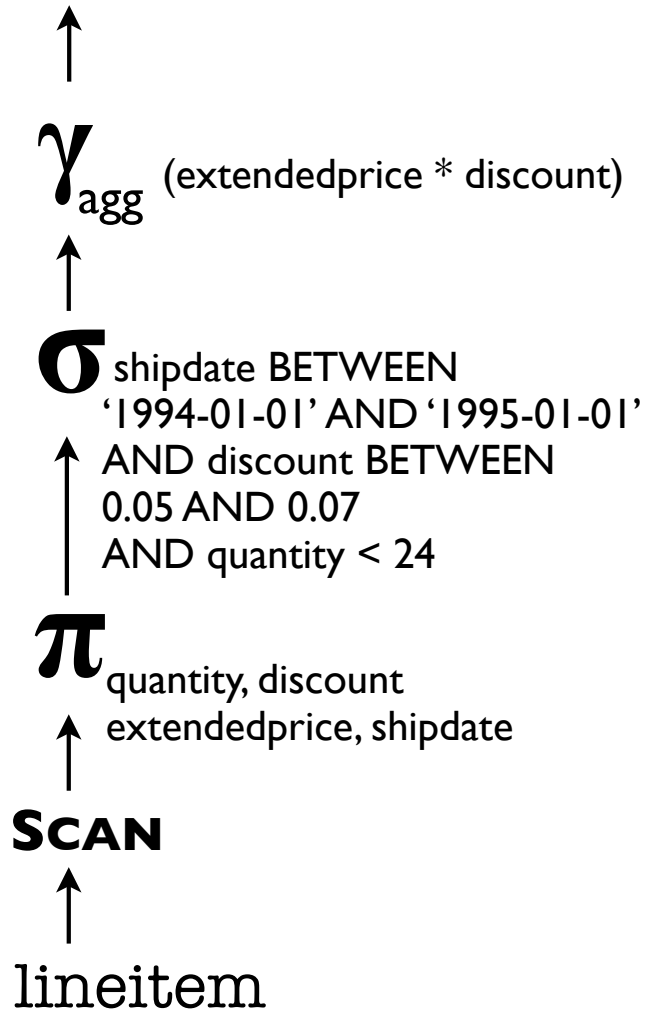 γagg (extendedprice * discount)
σ shipdate BETWEEN
‘1994-01-01’ AND ‘1995-01-01’
AND discount BETWEEN
0.05 AND 0.07
AND quantity < 24
π quantity, discount
extendedprice, shipdate
SCAN
lineitem